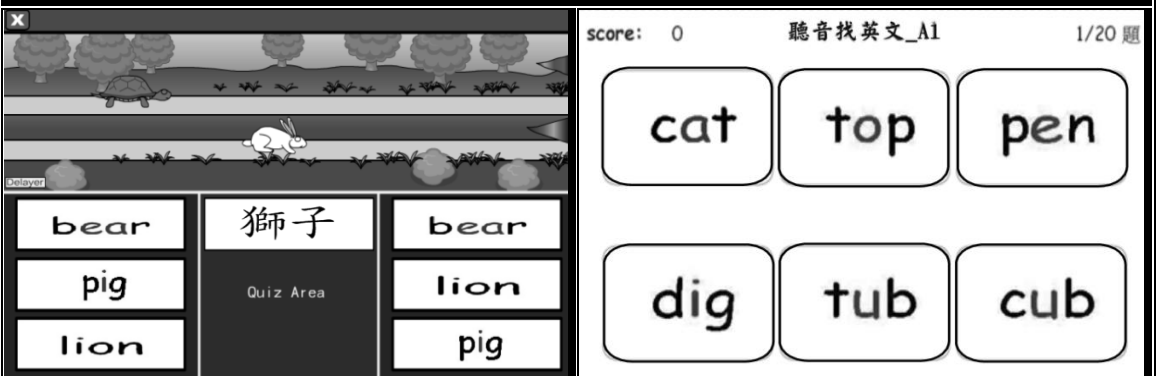 X
Delayer
bear
pig
lion
獅子
Quiz Area
bear
lion
pig
score: 0
聽音找英文_A1
1/20 題
cat top pen
dig tub cub